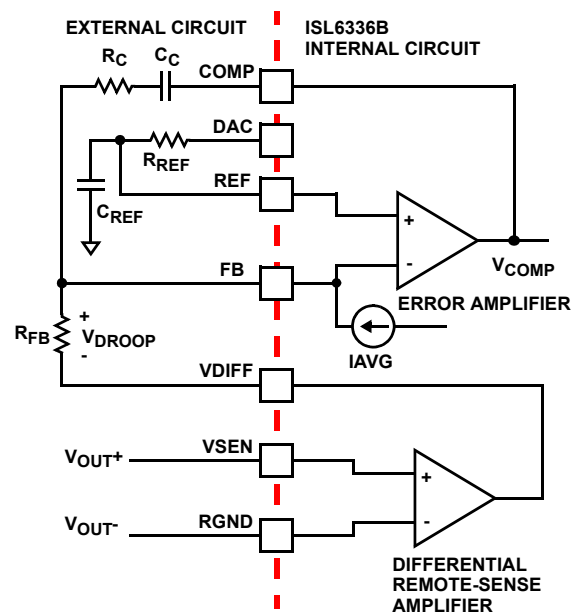 EXTERNAL CIRCUIT
ISL6336B
INTERNAL CIRCUIT
RC
CC
COMP
DAC
RREF
REF
CREF
+
-
VCOMP
FB
ERROR AMPLIFIER
RFB
+
VDROOP
-
IAVG
VDIFF
VOUT+
VSEN
+
VOUT-
RGND
-
DIFFERENTIAL
REMOTE-SENSE
AMPLIFIER